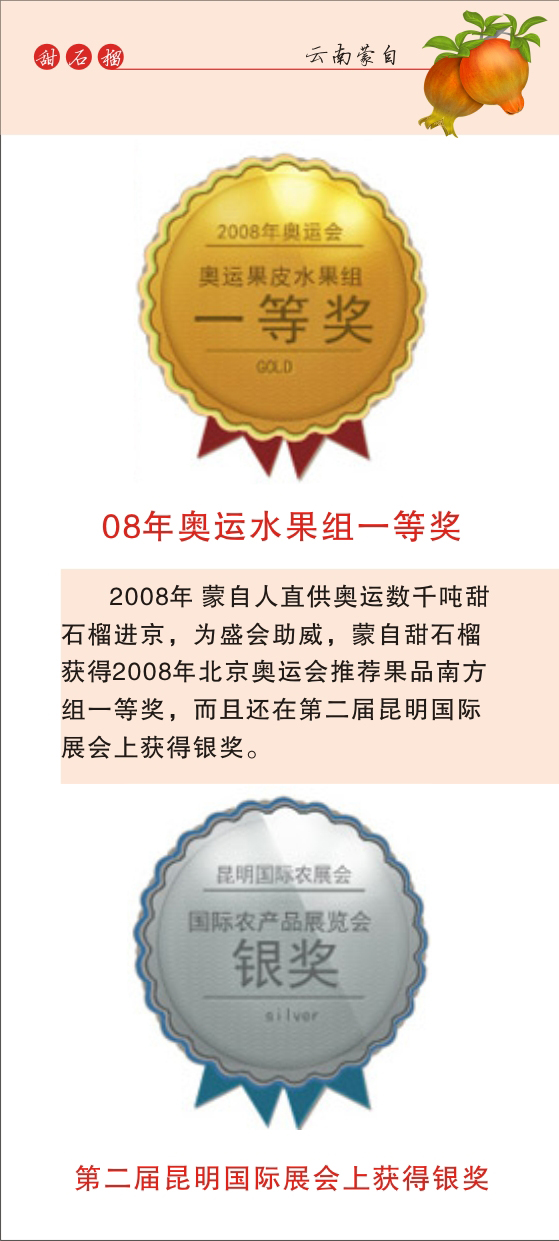 甜石榴
云南蒙自
2008年奥运会
奥运果皮水果组
一等奖
GOLD
08年奥运水果组一等奖
2008年 蒙自人直供奥运数千吨甜
石榴进京，为盛会助威，蒙自甜石榴
获得2008年北京奥运会推荐果品南方
组一等奖，而且还在第二届昆明国际
展会上获得银奖。
昆明国际农展会
国际农产品展览会
银奖
silver
第二届昆明国际展会上获得银奖